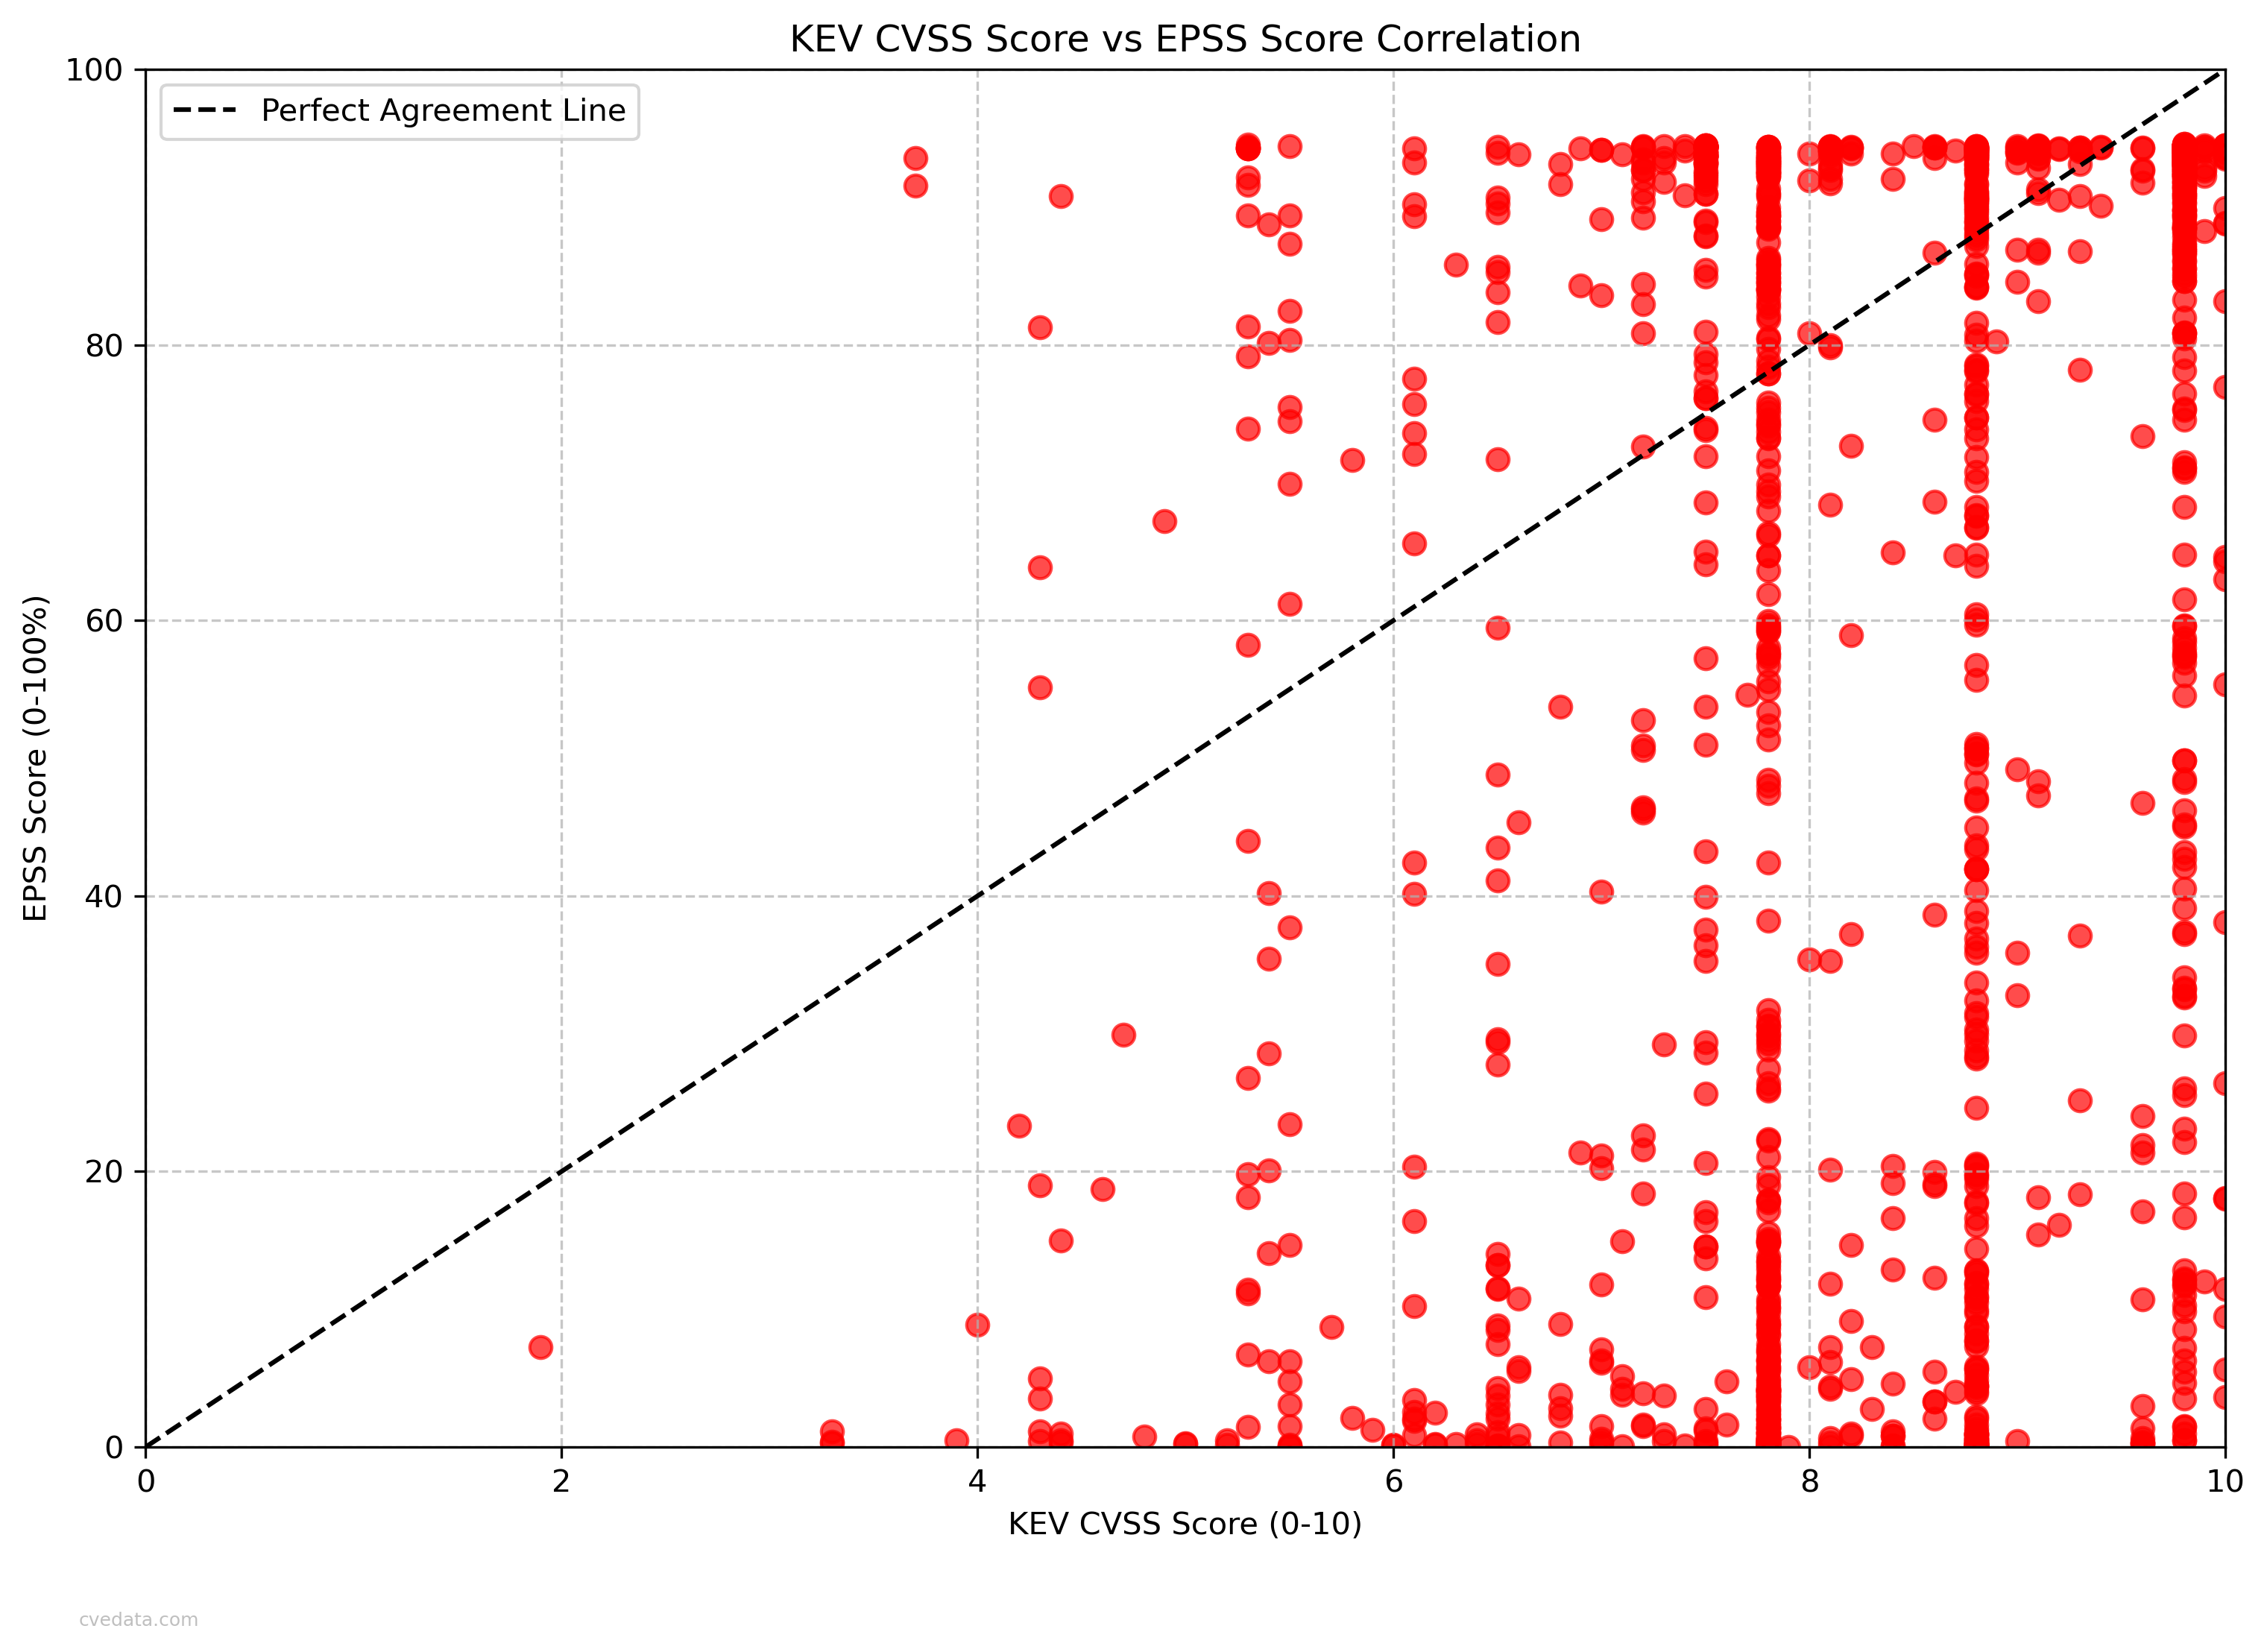 KEV CVSS Score vs EPSS Score Correlation
Perfect Agreement Line
EPSS Score (0-100%)
100
80
60
40
20
0
0 2 4 6 8 10
KEV CVSS Score (0-10)
cvedata.com